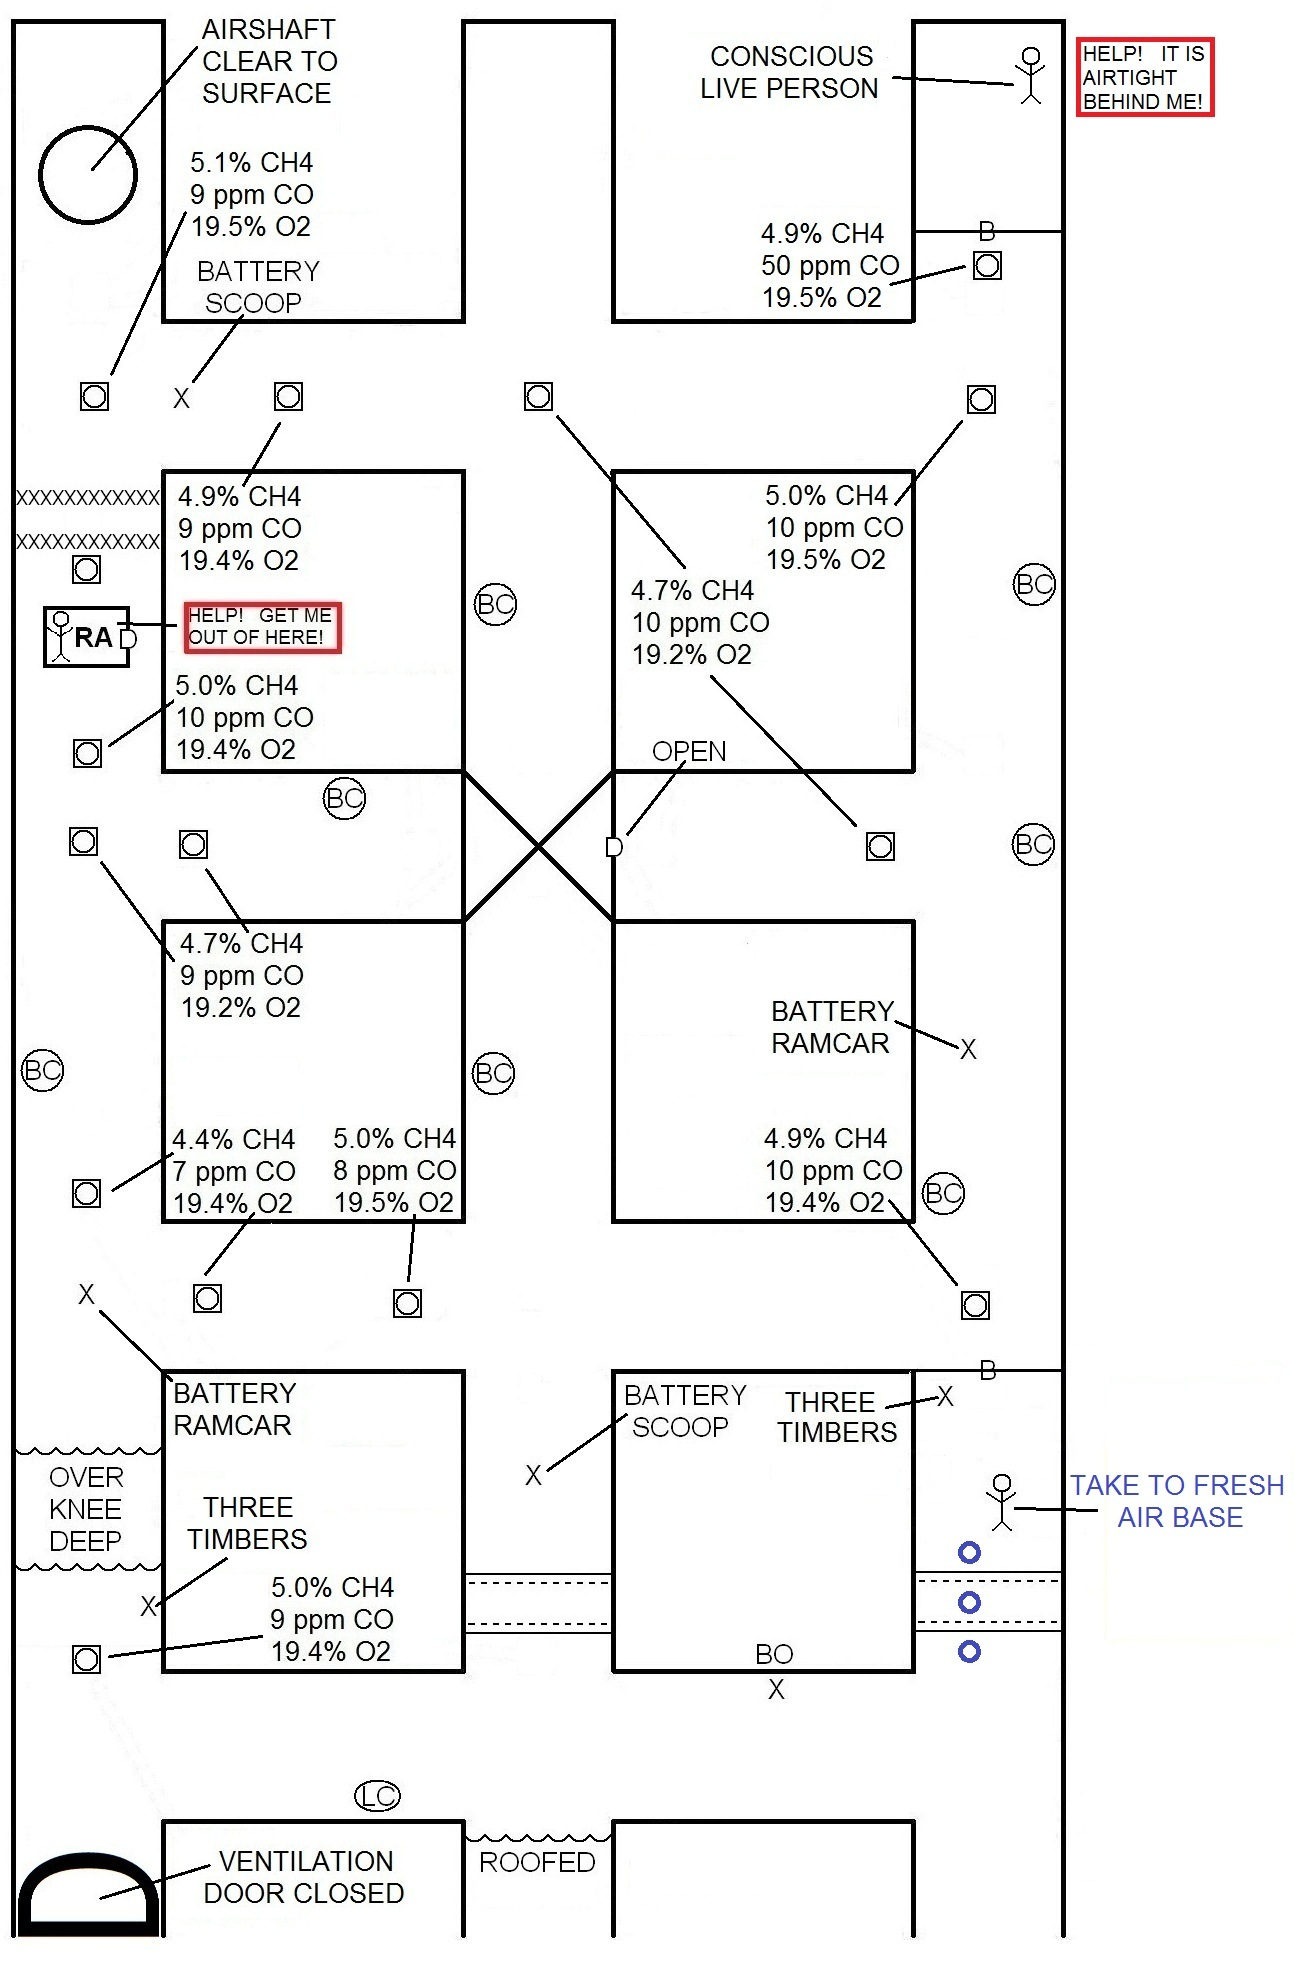 AIRSHAFT
CLEAR TO
SURFACE
CONSCIOUS
LIVE PERSON
HELP! IT IS
AIRTIGHT
BEHIND ME!
5.1% CH4
9 ppm CO
19.5% O2
BATTERY
SCOOP
X
B
4.9% CH4
50 ppm CO
19.5% O2
XXXXXXXXXXXX
XXXXXXXXXXXX
4.9% CH4
9 ppm CO
19.4% O2
5.0% CH4
10 ppm CO
19.5% O2
BC
BC
4.7% CH4
10 ppm CO
19.2% O2
RA
HELP! GET ME
OUT OF HERE!
5.0% CH4
10 ppm CO
19.4% O2
OPEN
BC
BC
4.7% CH4
9 ppm CO
19.2% O2
BATTERY
RAMCAR
X
BC
BC
4.4% CH4
7 ppm CO
19.4% O2
5.0% CH4
8 ppm CO
19.5% O2
4.9% CH4
10 ppm CO
19.4% O2
BC
X
B
BATTERY
RAMCAR
BATTERY
SCOOP
X
THREE
TIMBERS
X
OVER
KNEE
DEEP
THREE
TIMBERS
X
TAKE TO FRESH
AIR BASE
5.0% CH4
9 ppm CO
19.4% O2
BO
X
LC
VENTILATION
DOOR CLOSED
ROOFED